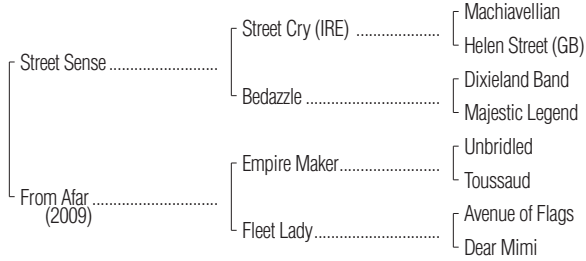 Machiavellian
Street Cry (IRE) ..................
Helen Street (GB)
Street Sense ..........................
Dixieland Band
Bedazzle .............................
Majestic Legend
Unbridled
Empire Maker......................
Toussaud
From Afar ..............................
(2009)
Avenue of Flags
Fleet Lady............................
Dear Mimi